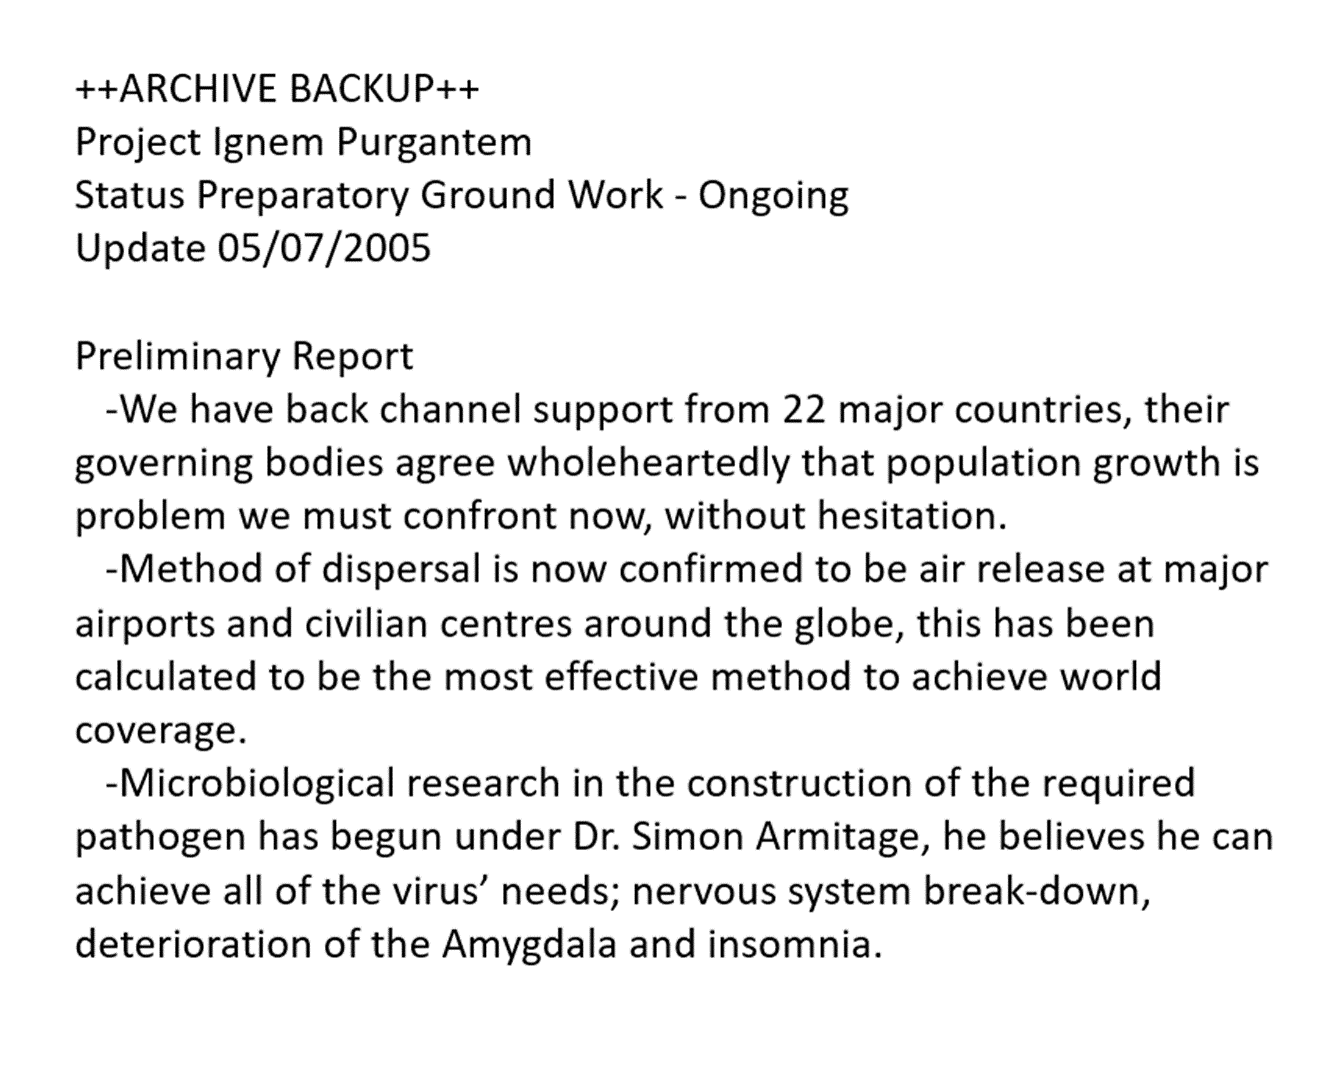 ++ARCHIVE BACKUP++
Project Ignem Purgantem
Status Preparatory Ground Work - Ongoing
Update 05/07/2005
Preliminary Report
-We have back channel support from 22 major countries, their
governing bodies agree wholeheartedly that population growth is
problem we must confront now, without hesitation.
-Method of dispersal is now confirmed to be air release at major
airports and civilian centres around the globe, this has been
calculated to be the most effective method to achieve world
coverage.
-Microbiological research in the construction of the required
pathogen has begun under Dr. Simon Armitage, he believes he can
achieve all of the virus’ needs; nervous system break-down,
deterioration of the Amygdala and insomnia.